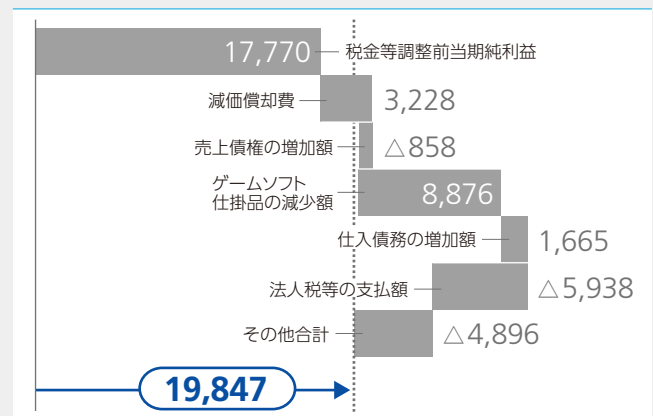 17,770 税金等調整前当期純利益
減価償却費 3,228
売上債権の増加額 △858
ゲームソフト
仕掛品の減少額 8,876
仕入債務の増加額 1,665
法人税等の支払額 △5,938
その他合計 △4,896
19,847